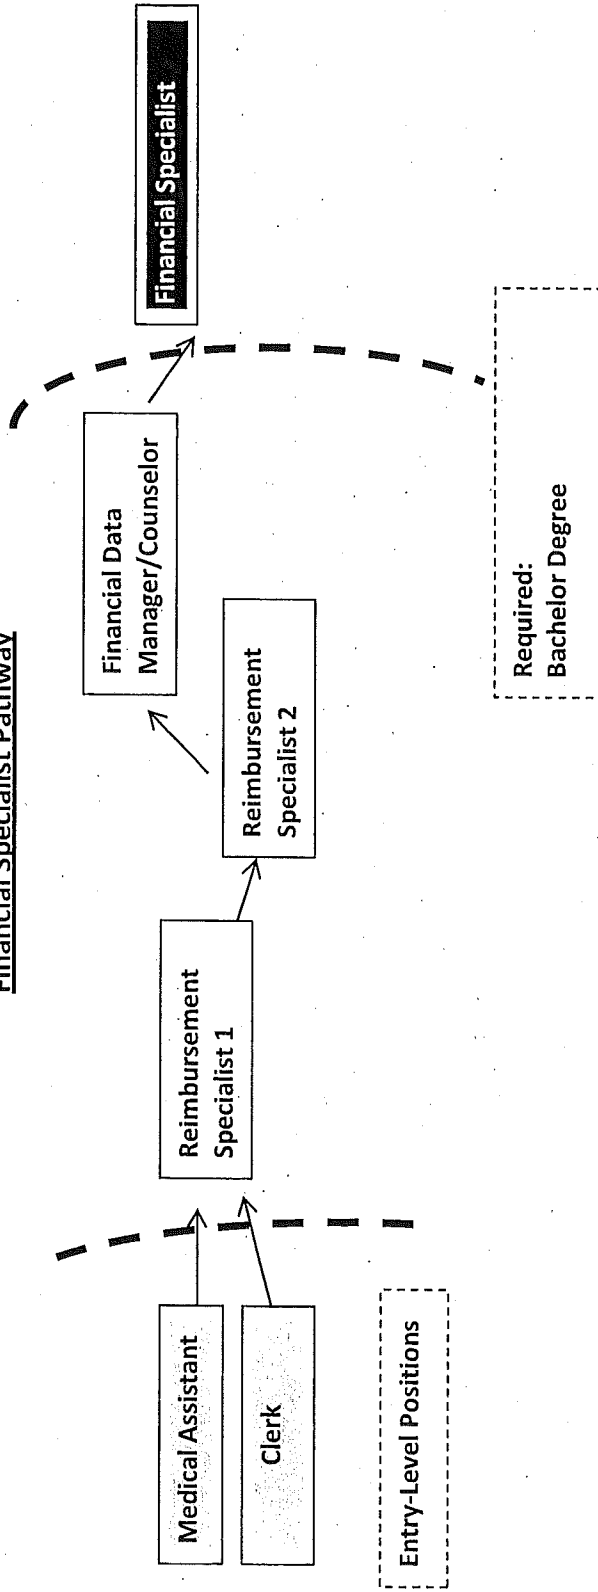 Financial Specialist Pathway
Medical Assistant
Clerk
Entry-Level Positions
Reimbursement
Specialist 1
Reimbursement
Specialist 2
Financial Data
Manager/Counselor
Financial Specialist
Required:
Bachelor Degree